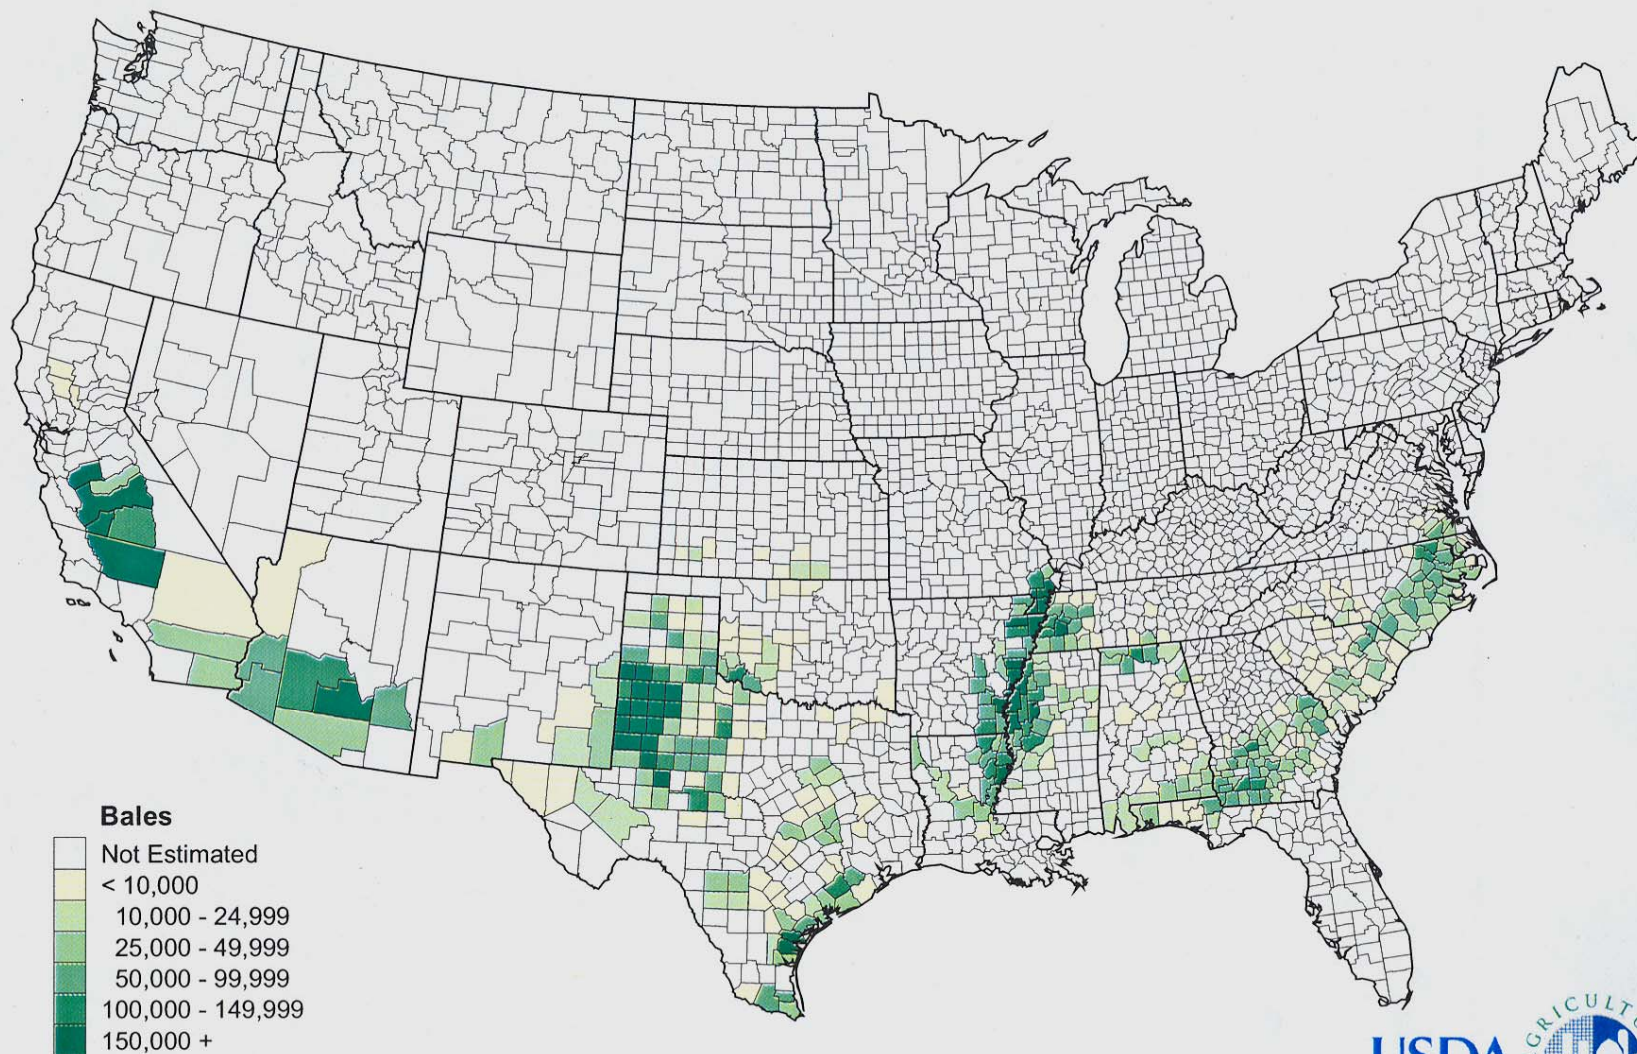 Bales
Not Estimated
< 10,000
10,000 - 24,999
25,000 - 49,999
50,000 - 99,999
100,000 - 149,999
150,000 +
USDA